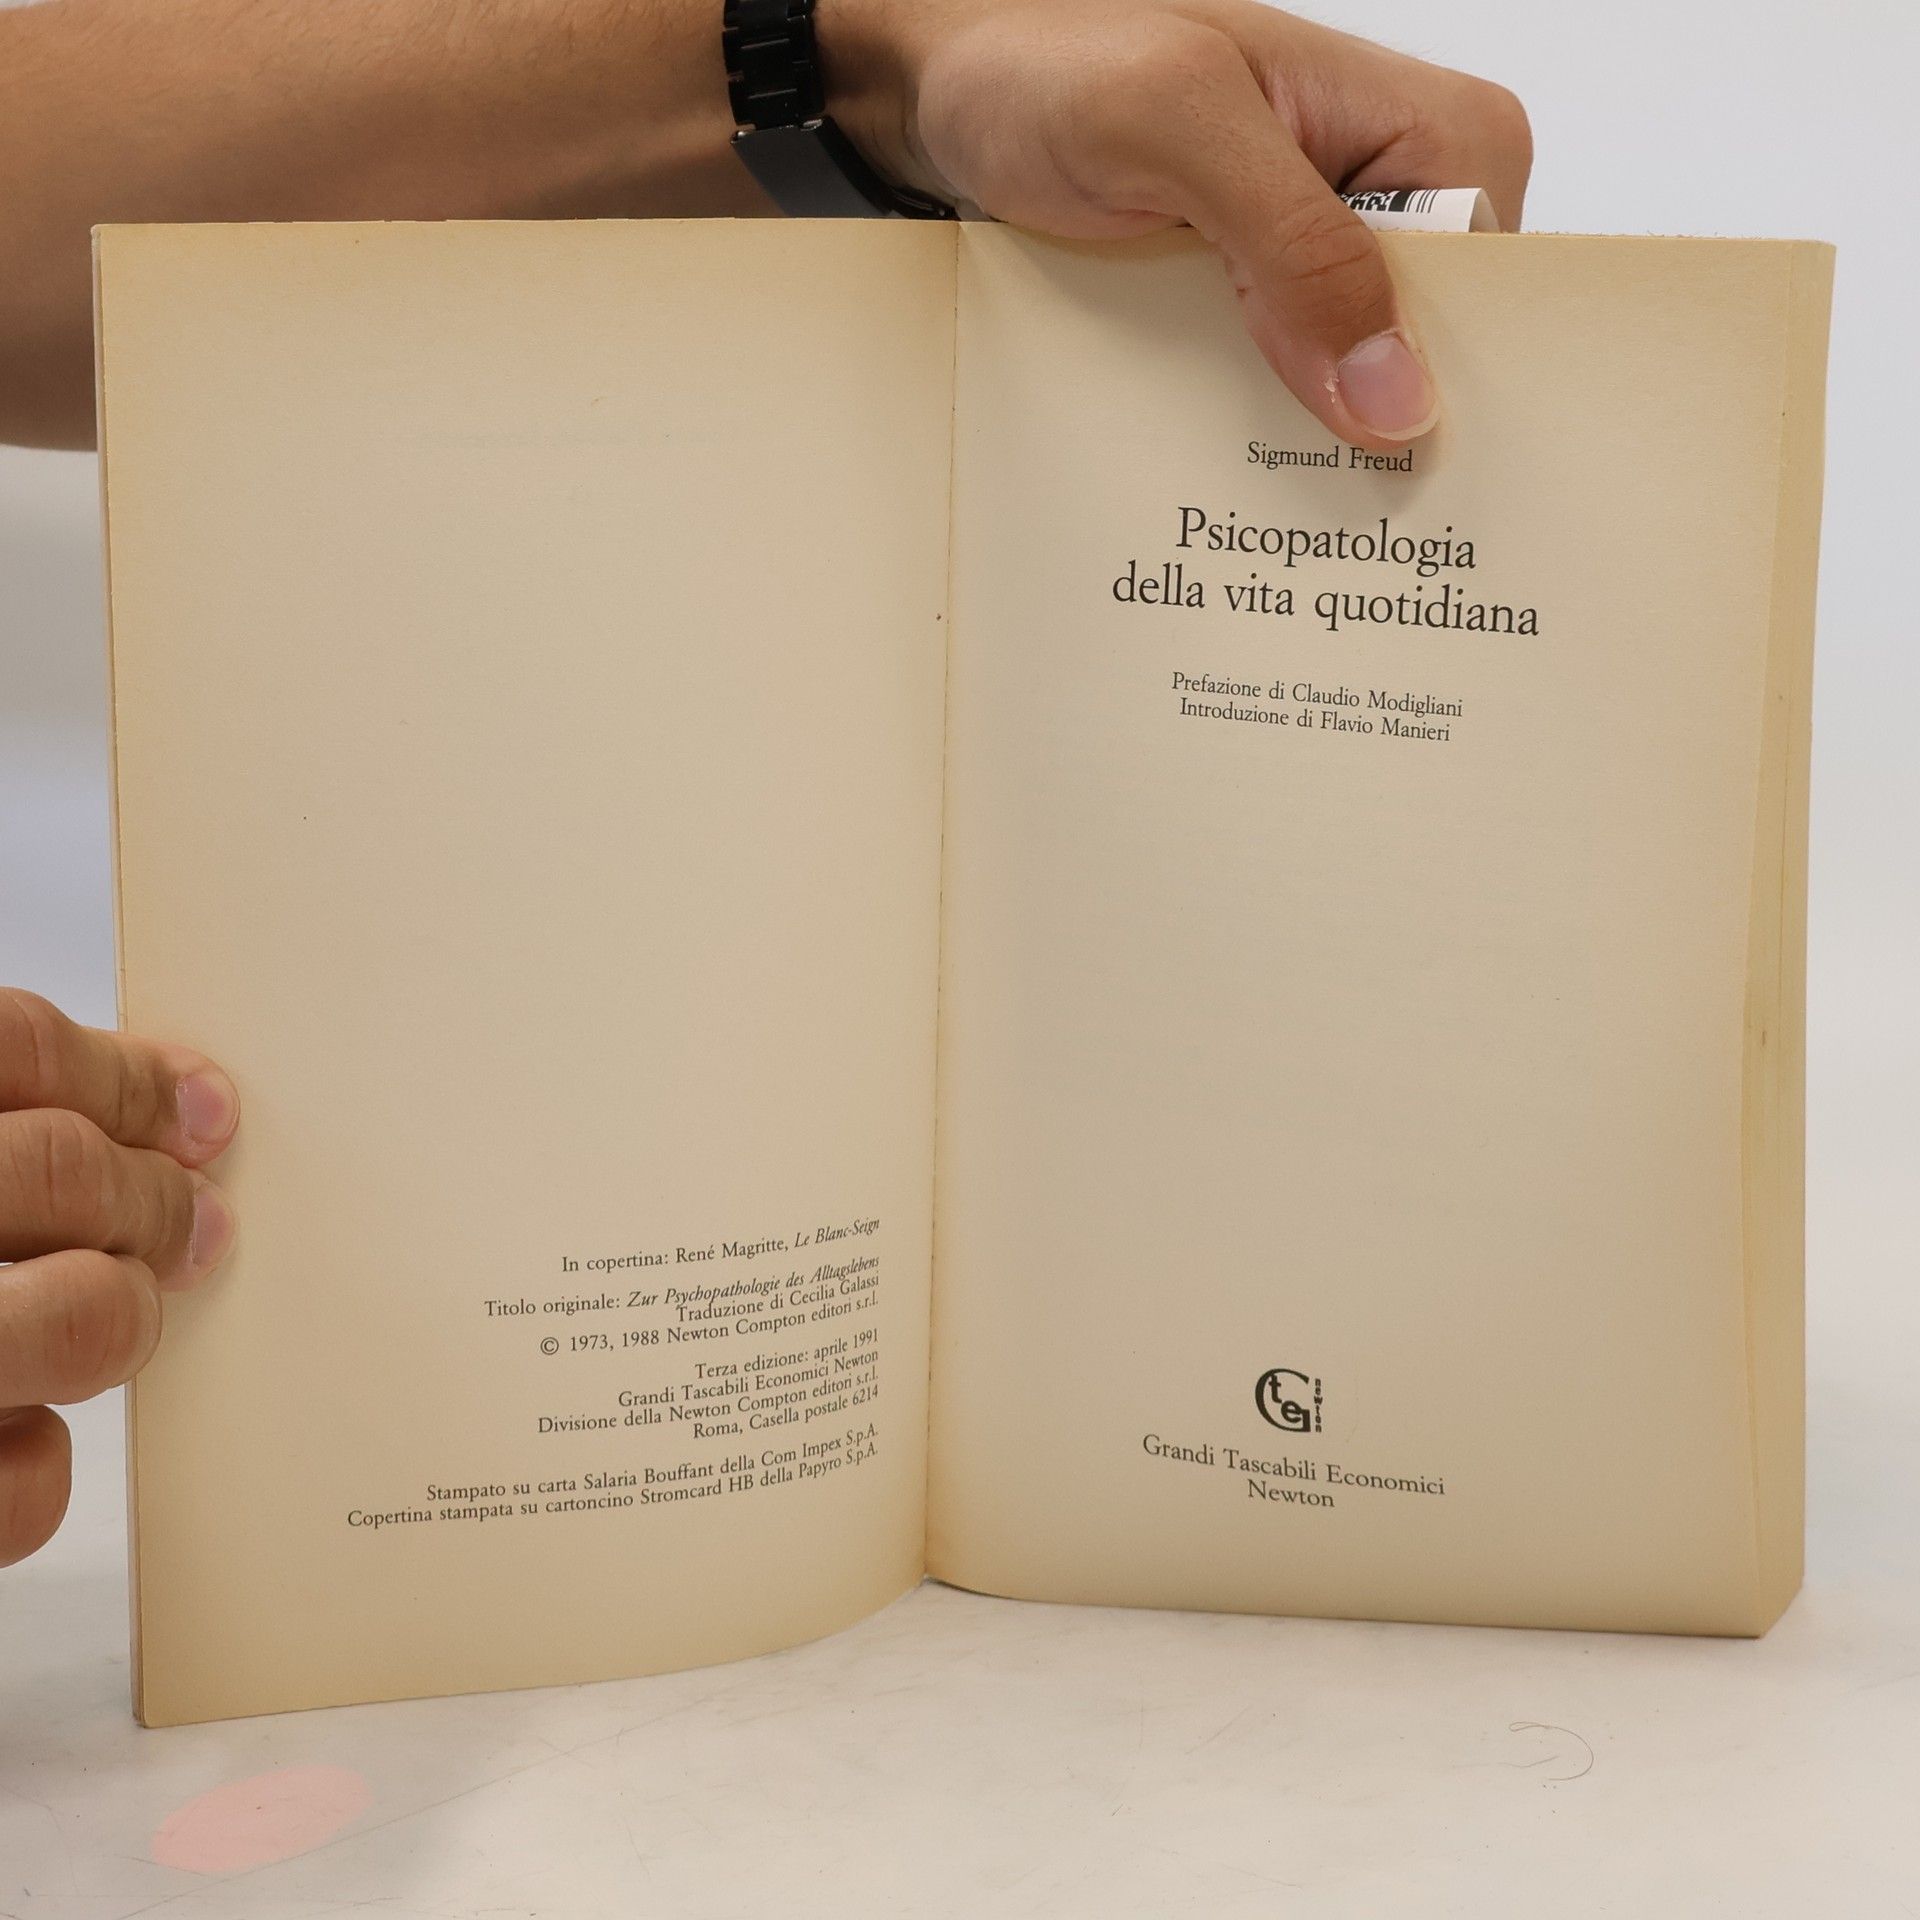 In copertina: René Magritte, Le Blanc-Seign
Titolo originale: Zur Psychopathologie des Alltagslebens
Traduzione di Cecilia Galassi
© 1973, 1988 Newton Compton editori s.r.l.
Terza edizione: aprile 1991
Grandi Tascabili Economici Newton
Divisione della Newton Compton editori s.r.l.
Roma, Casella postale 6214
Stampato su carta Salaria Bouffant della Com Impex S.p.A.
Copertina stampata su cartoncino Stromcard HB della Papyro S.p.A.
Sigmund Freud
Psicopatologia
della vita quotidiana
Prefazione di Claudio Modigliani
Introduzione di Flavio Manieri
GtE newton
Grandi Tascabili Economici
Newton